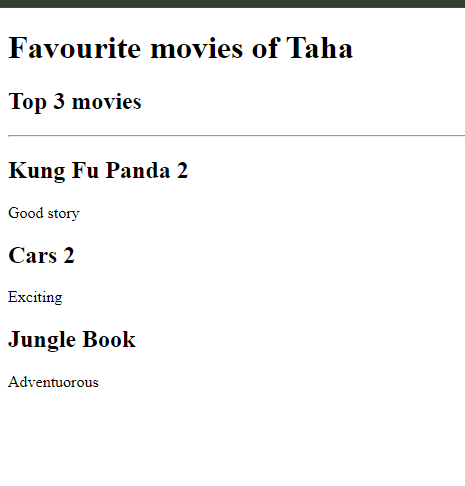 Favourite movies of Taha
Top 3 movies
Kung Fu Panda 2
Good story
Cars 2
Exciting
Jungle Book
Adventuorous